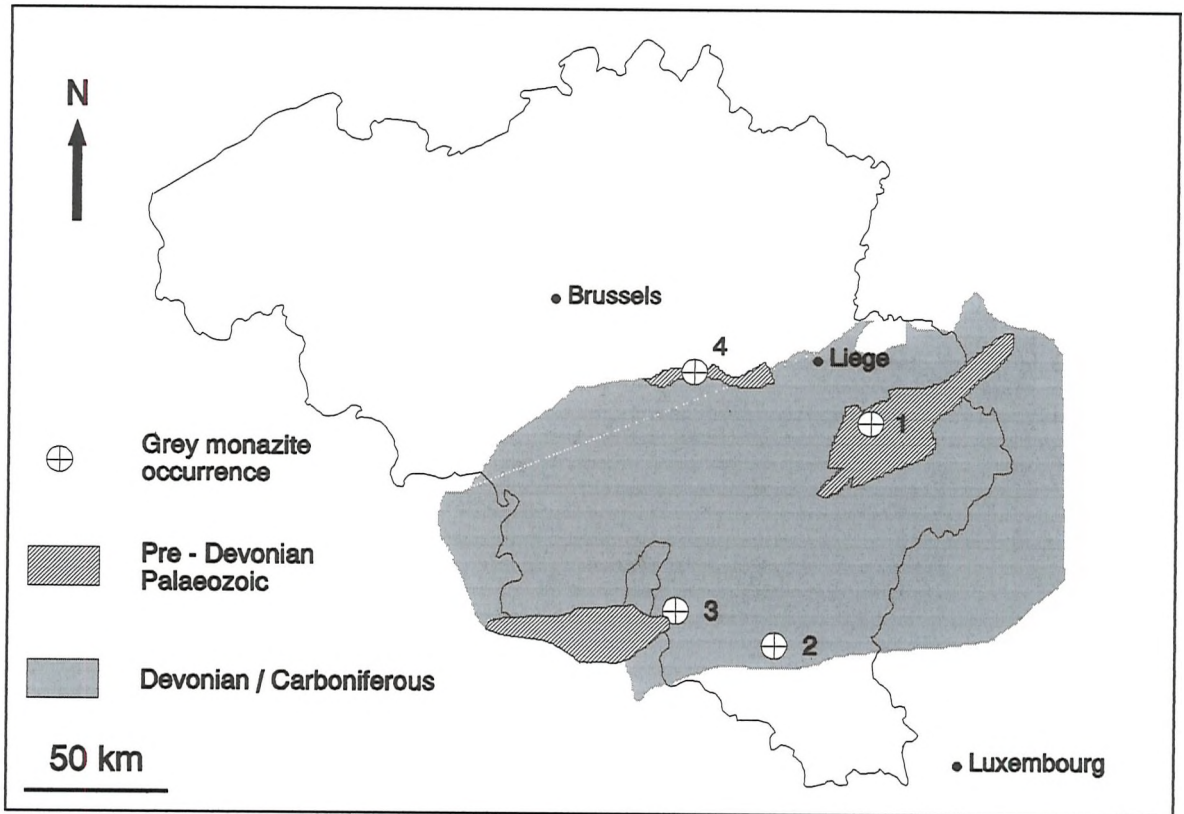 N
Brussels
4
Liege
1
Grey monazite
occurrence
Pre - Devonian
Palaeozoic
3
2
Devonian / Carboniferous
50 km
Luxembourg